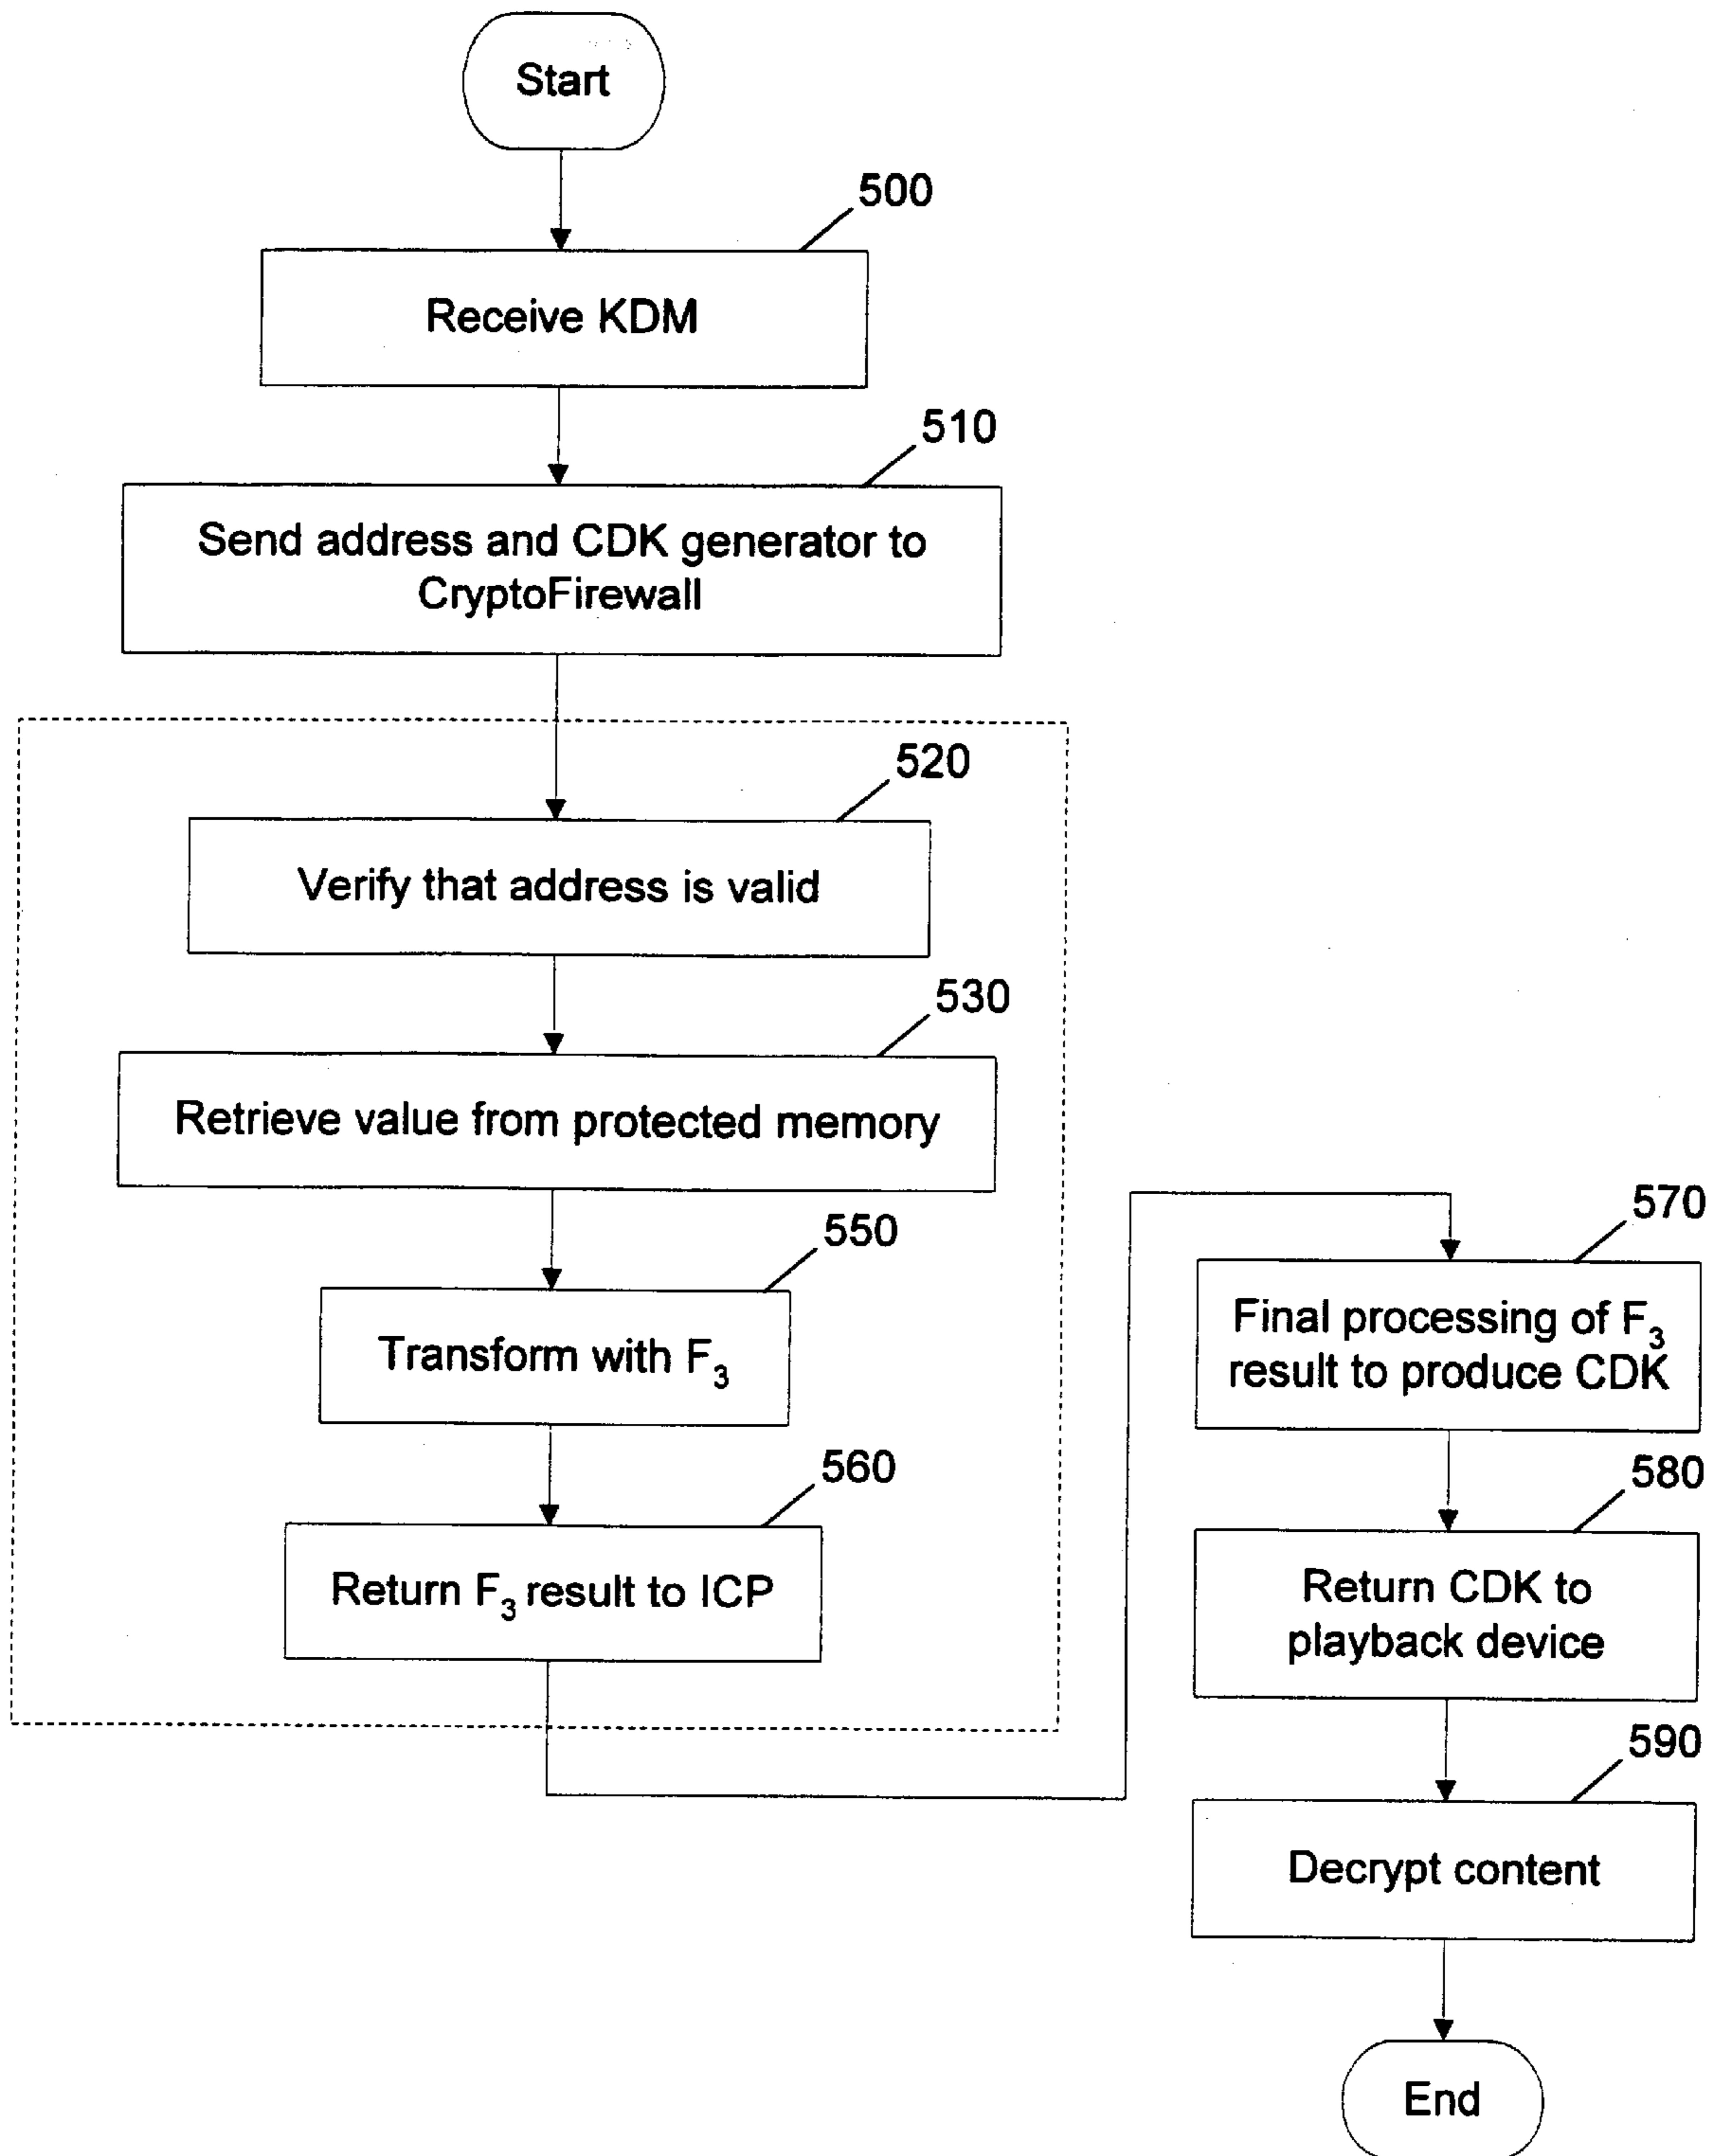 Start
500
Receive KDM
510
Send address and CDK generator to
CryptoFirewall
520
Verify that address is valid
530
Retrieve value from protected memory
550
Transform with F₃
560
Return F₃ result to ICP
570
Final processing of F₃
result to produce CDK
580
Return CDK to
playback device
590
Decrypt content
End